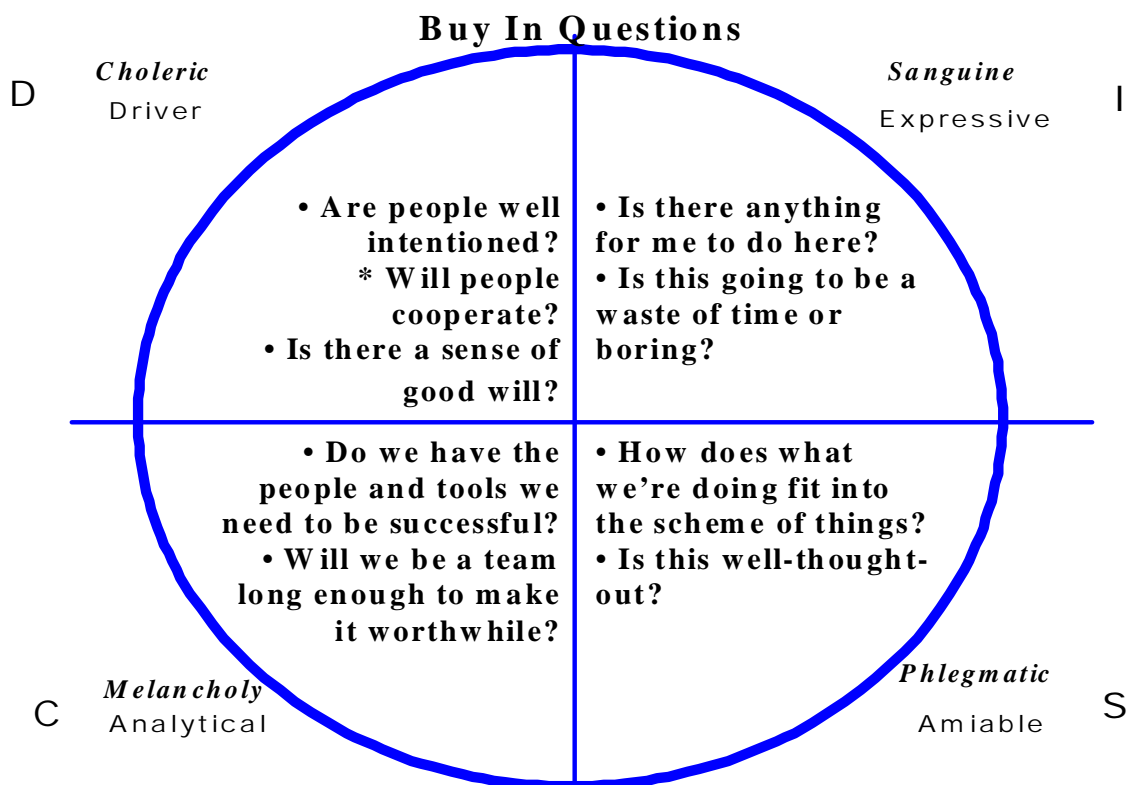 Buy In Questions
D
Choleric
Driver
Sanguine
Expressive
I
• Are people well
intentioned?
* Will people
cooperate?
• Is there a sense of
good will?
• Is there anything
for me to do here?
• Is this going to be a
waste of time or
boring?
• Do we have the
people and tools we
need to be successful?
• Will we be a team
long enough to make
it worthwhile?
• How does what
we’re doing fit into
the scheme of things?
• Is this well-thought-
out?
C
Melancholy
Analytical
Phlegmatic
Amiable
S